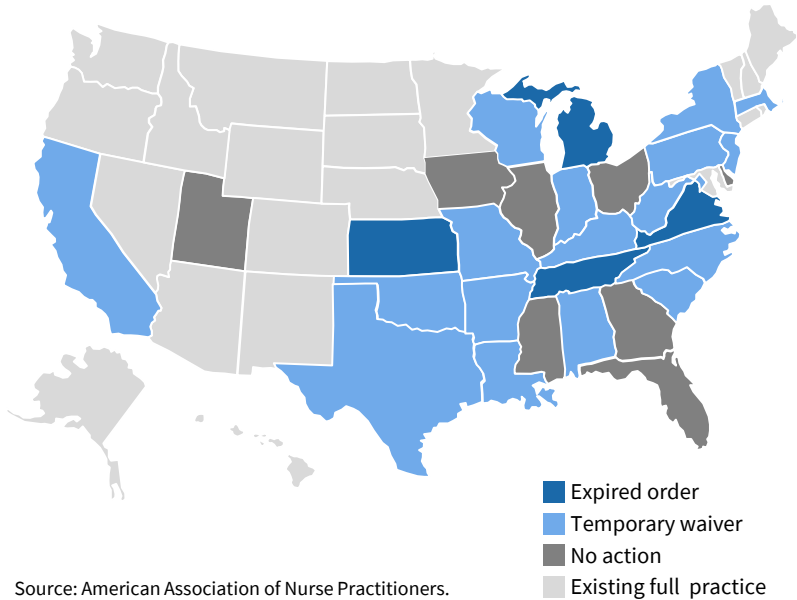 Expired order
Temporary waiver
No action
Existing full practice
Source: American Association of Nurse Practitioners.